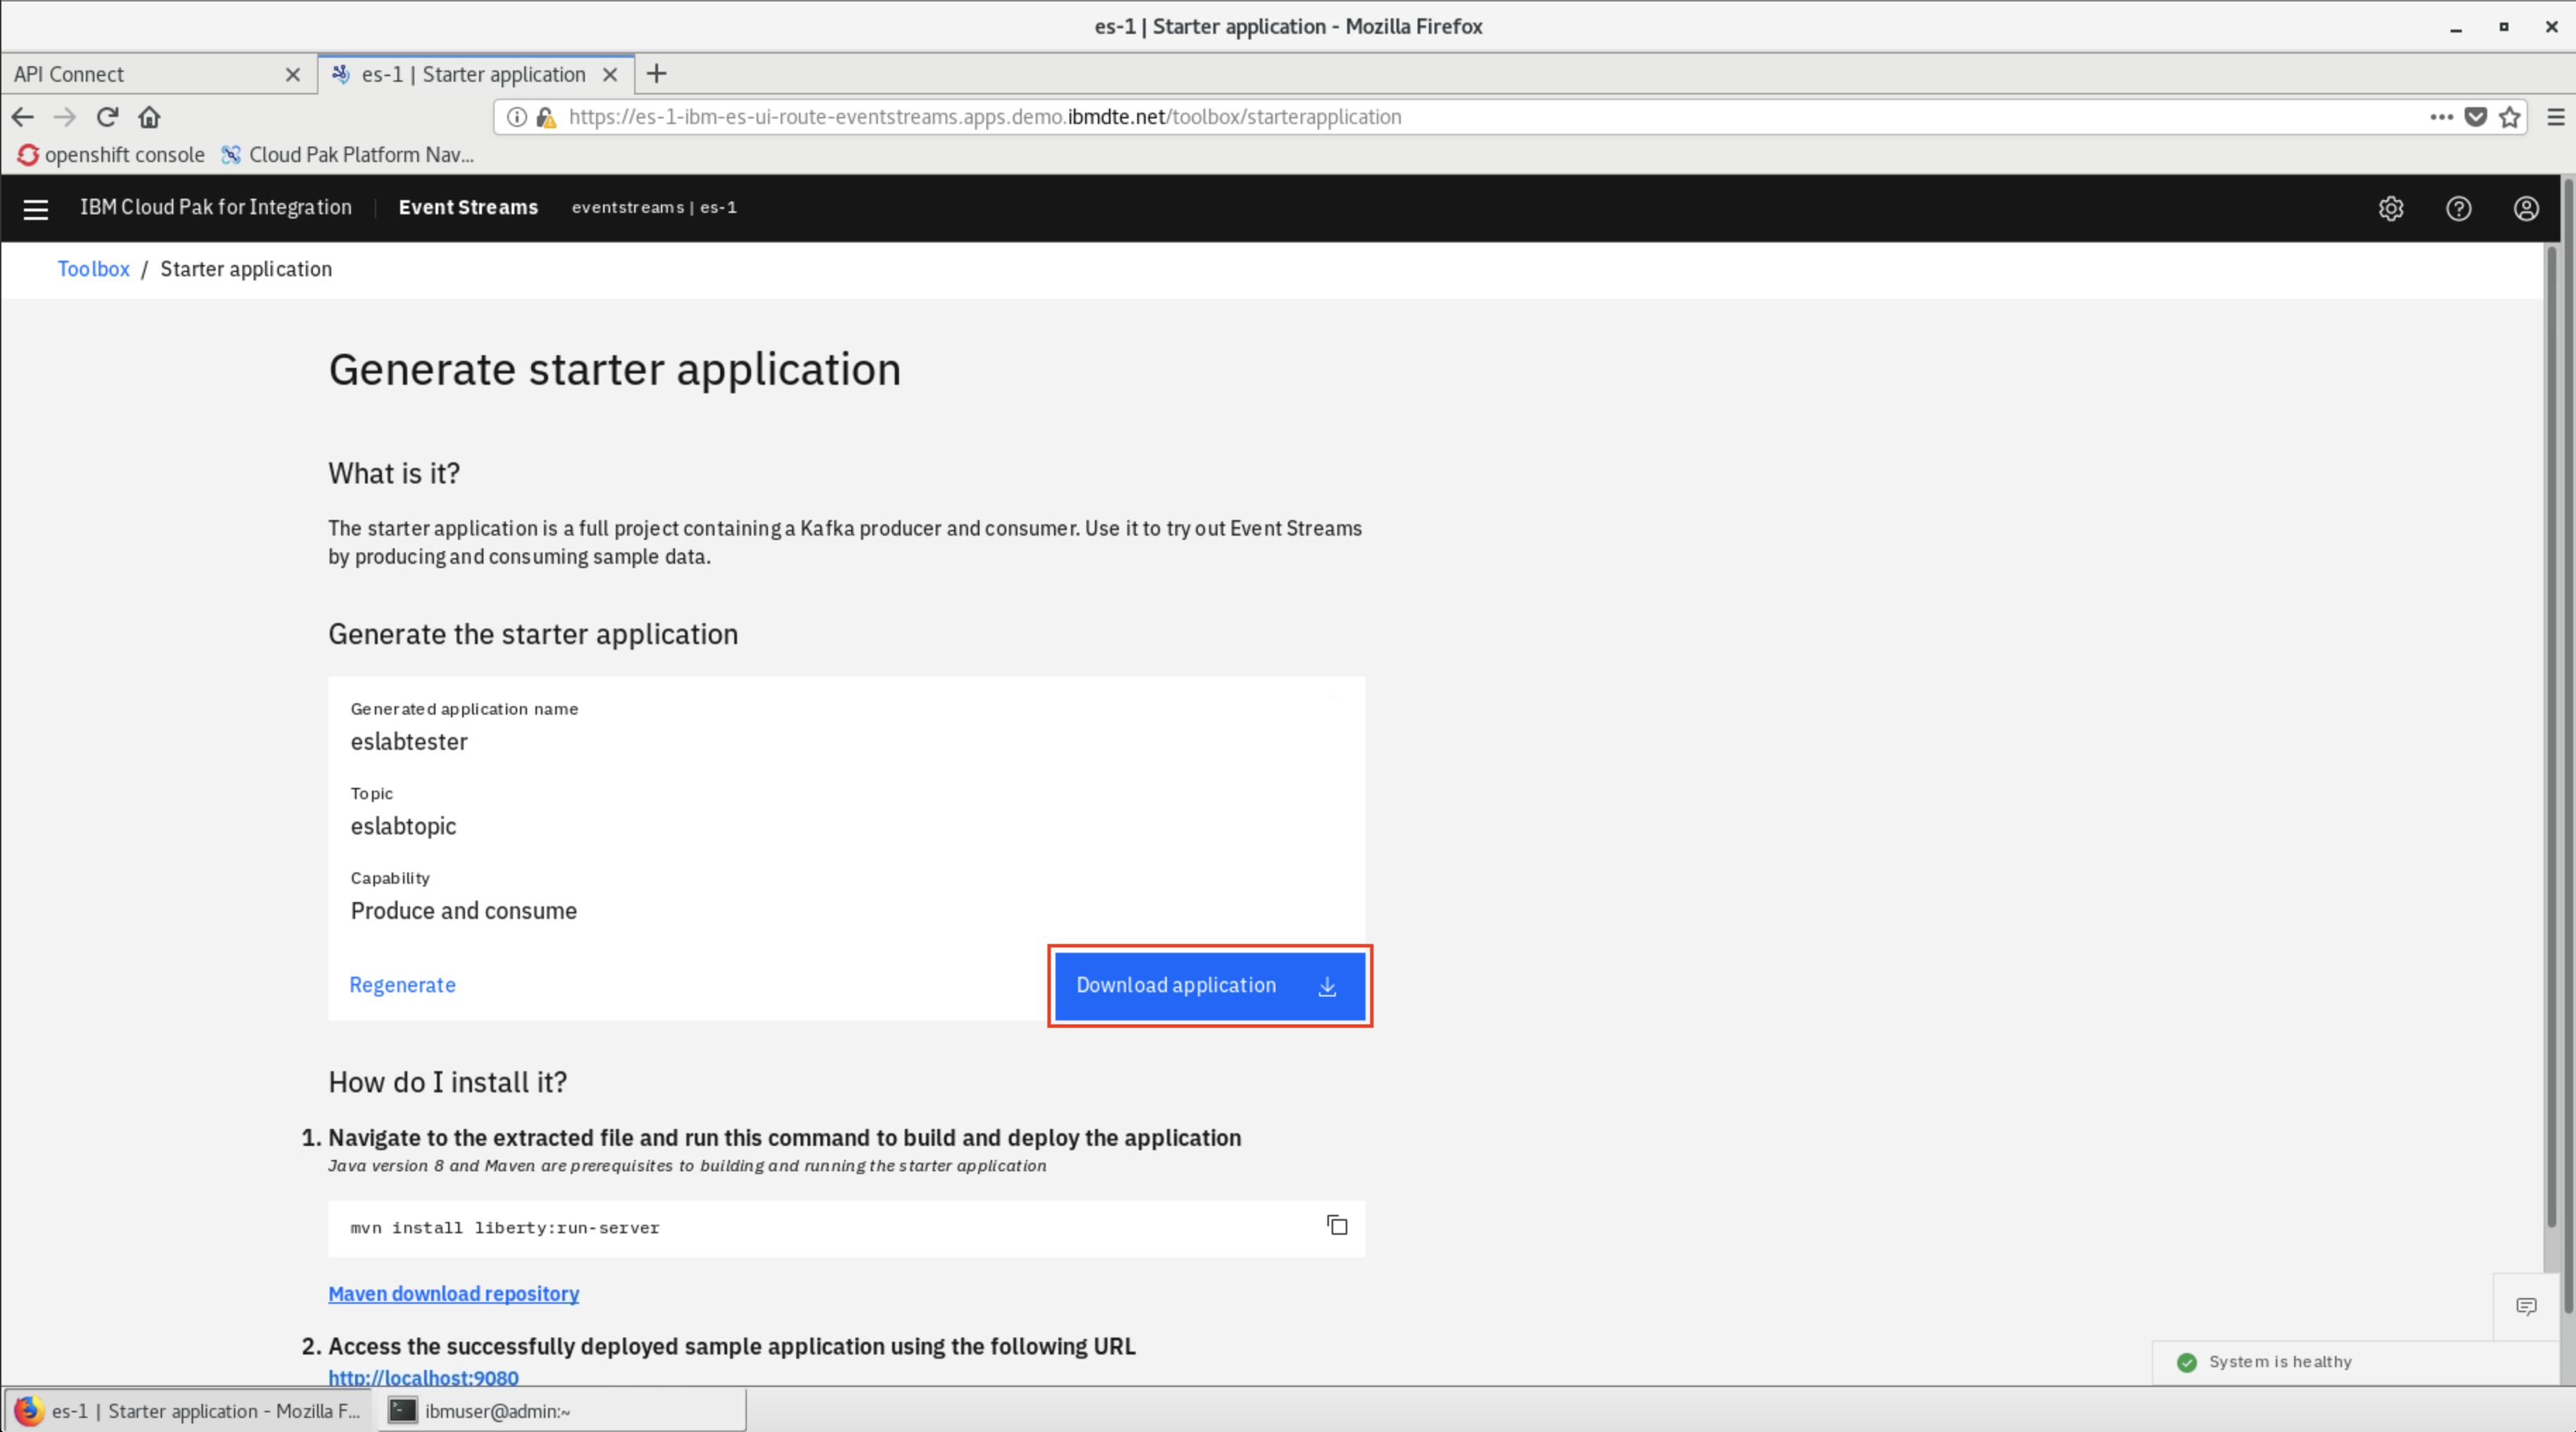 es-1 | Starter application - Mozilla Firefox
API Connect
es-1 | Starter application
https://es-1-ibm-es-ui-route-eventstreams.apps.demo.ibmdte.net/toolbox/starterapplication
openshift console
Cloud Pak Platform Nav...
IBM Cloud Pak for Integration
Event Streams
eventstreams | es-1
Toolbox / Starter application
Generate starter application
What is it?
The starter application is a full project containing a Kafka producer and consumer. Use it to try out Event Streams
by producing and consuming sample data.
Generate the starter application
Generated application name
eslabtester
Topic
eslabtopic
Capability
Produce and consume
Regenerate
Download application
How do I install it?
1. Navigate to the extracted file and run this command to build and deploy the application
Java version 8 and Maven are prerequisites to building and running the starter application
mvn install liberty:run-server
Maven download repository
2. Access the successfully deployed sample application using the following URL
http://localhost:9080
System is healthy
es-1 | Starter application - Mozilla F...
ibmuser@admin:~